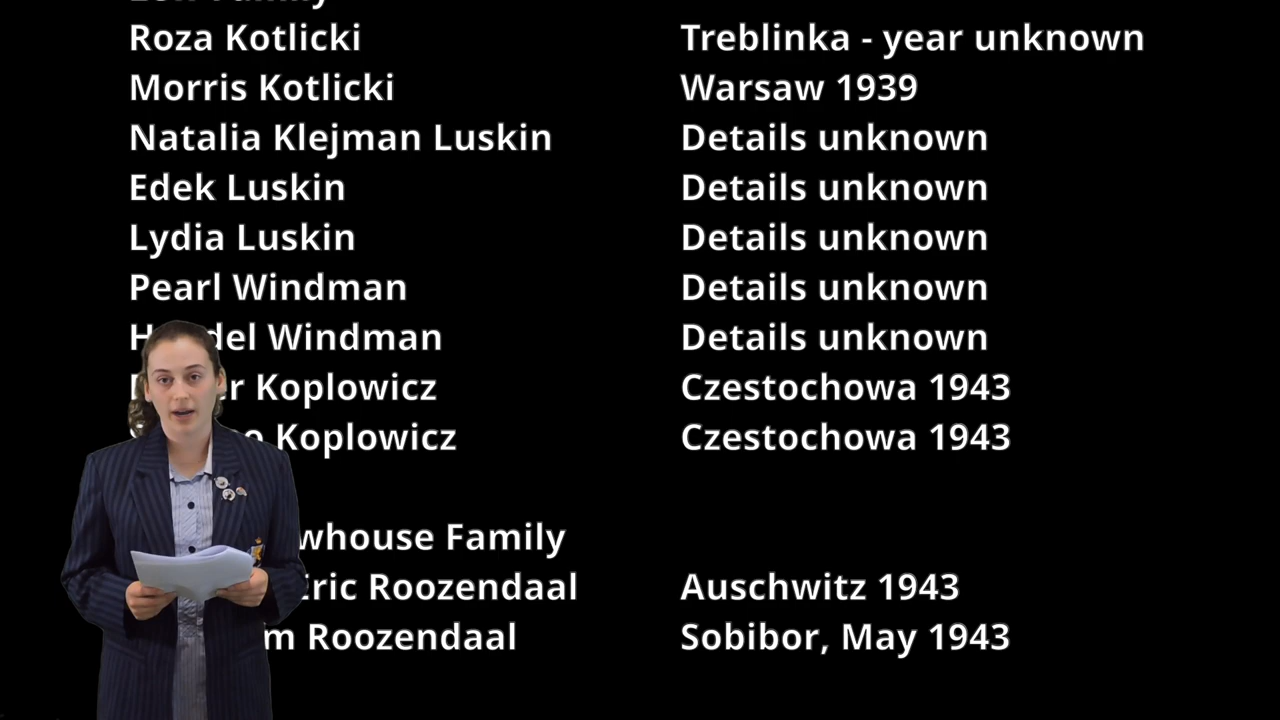 Family
Roza Kotlicki Treblinka - year unknown
Morris Kotlicki Warsaw 1939
Natalia Klejman Luskin Details unknown
Edek Luskin Details unknown
Lydia Luskin Details unknown
Pearl Windman Details unknown
Windman Details unknown
Koplowicz Czestochowa 1943
Koplowicz Czestochowa 1943
Family
Eric Roozendaal Auschwitz 1943
Roozendaal Sobibor, May 1943